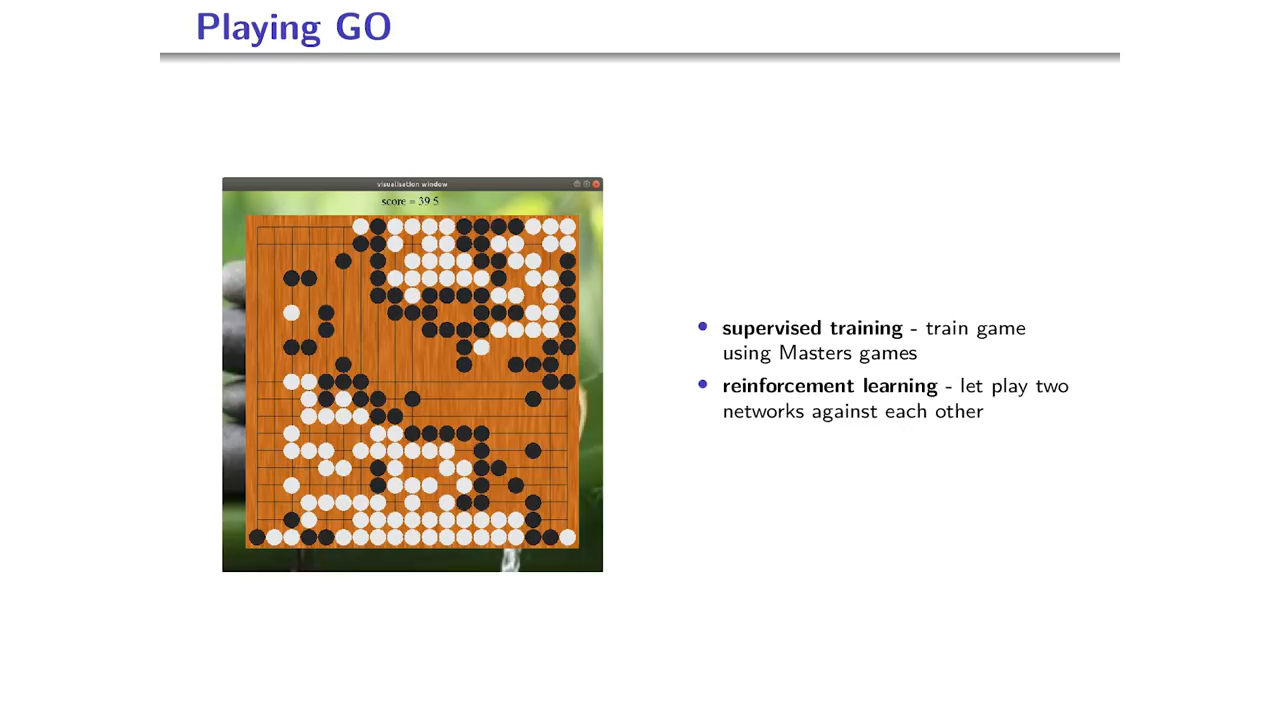 Playing GO
visualisation window
score = 39.5
• supervised training - train game
using Masters games
• reinforcement learning - let play two
networks against each other